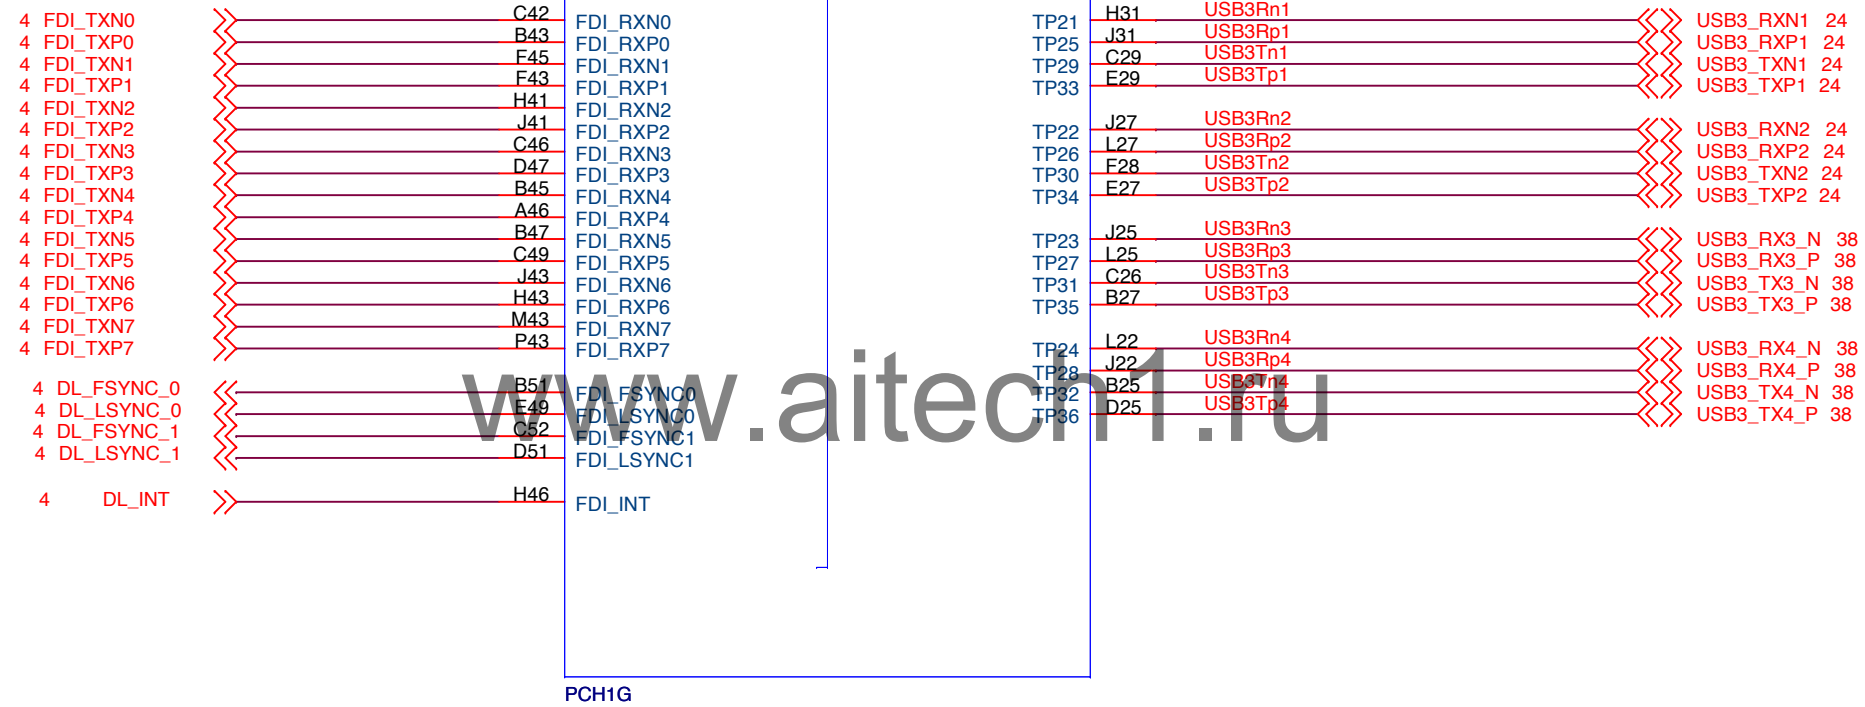 4 FDI_TXN0 C42 FDI_RXN0 TP21 H31 USB3Rn1 USB3_RXN1 24
4 FDI_TXP0 B43 FDI_RXP0 TP25 J31 USB3Rp1 USB3_RXP1 24
4 FDI_TXN1 F45 FDI_RXN1 TP29 C29 USB3Tn1 USB3_TXN1 24
4 FDI_TXP1 F43 FDI_RXP1 TP33 E29 USB3Tp1 USB3_TXP1 24
4 FDI_TXN2 H41 FDI_RXN2
4 FDI_TXP2 J41 FDI_RXP2 TP22 J27 USB3Rn2 USB3_RXN2 24
4 FDI_TXN3 C46 FDI_RXN3 TP26 L27 USB3Rp2 USB3_RXP2 24
4 FDI_TXP3 D47 FDI_RXP3 TP30 F28 USB3Tn2 USB3_TXN2 24
4 FDI_TXN4 B45 FDI_RXN4 TP34 E27 USB3Tp2 USB3_TXP2 24
4 FDI_TXP4 A46 FDI_RXP4
4 FDI_TXN5 B47 FDI_RXN5 TP23 J25 USB3Rn3 USB3_RX3_N 38
4 FDI_TXP5 C49 FDI_RXP5 TP27 L25 USB3Rp3 USB3_RX3_P 38
4 FDI_TXN6 J43 FDI_RXN6 TP31 C26 USB3Tn3 USB3_TX3_N 38
4 FDI_TXP6 H43 FDI_RXP6 TP35 B27 USB3Tp3 USB3_TX3_P 38
4 FDI_TXN7 M43 FDI_RXN7
4 FDI_TXP7 P43 FDI_RXP7 TP24 L22 USB3Rn4 USB3_RX4_N 38
TP28 J22 USB3Rp4 USB3_RX4_P 38
4 DL_FSYNC_0 B51 FDI_FSYNC0 TP32 B25 USB3Tn4 USB3_TX4_N 38
4 DL_LSYNC_0 E49 FDI_LSYNC0 TP36 D25 USB3Tp4 USB3_TX4_P 38
4 DL_FSYNC_1 C52 FDI_FSYNC1
4 DL_LSYNC_1 D51 FDI_LSYNC1
www.aitech1.ru
4 DL_INT H46 FDI_INT
PCH1G